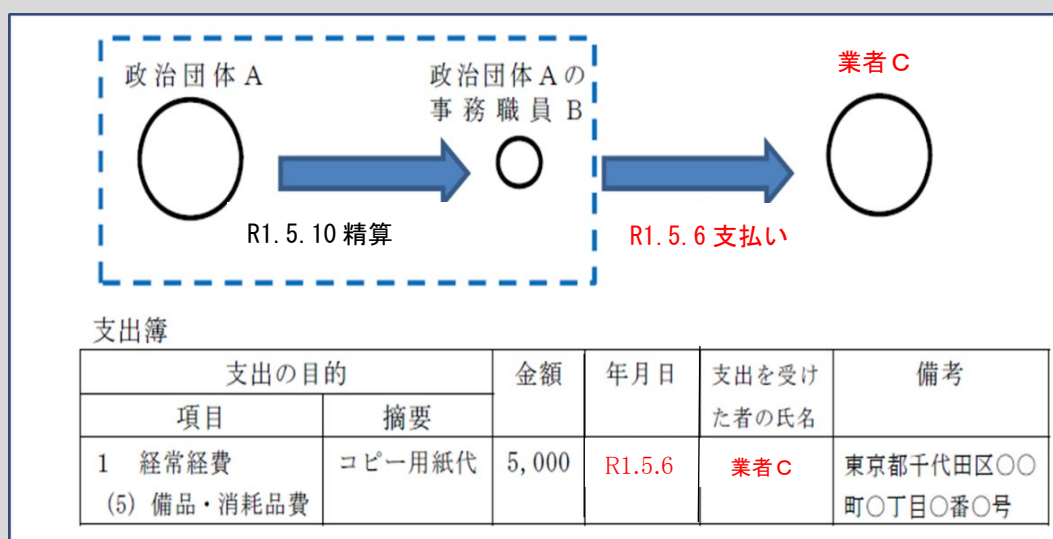 政治団体A
政治団体Aの
事務職員B
業者C
R1.5.10 精算
R1.5.6 支払い
支出簿
支出の目的
金額
年月日
支出を受け
た者の氏名
備考
項目
摘要
1 経常経費
(5) 備品・消耗品費
コピー用紙代
5,000
R1.5.6
業者C
東京都千代田区○○
町○丁目○番○号